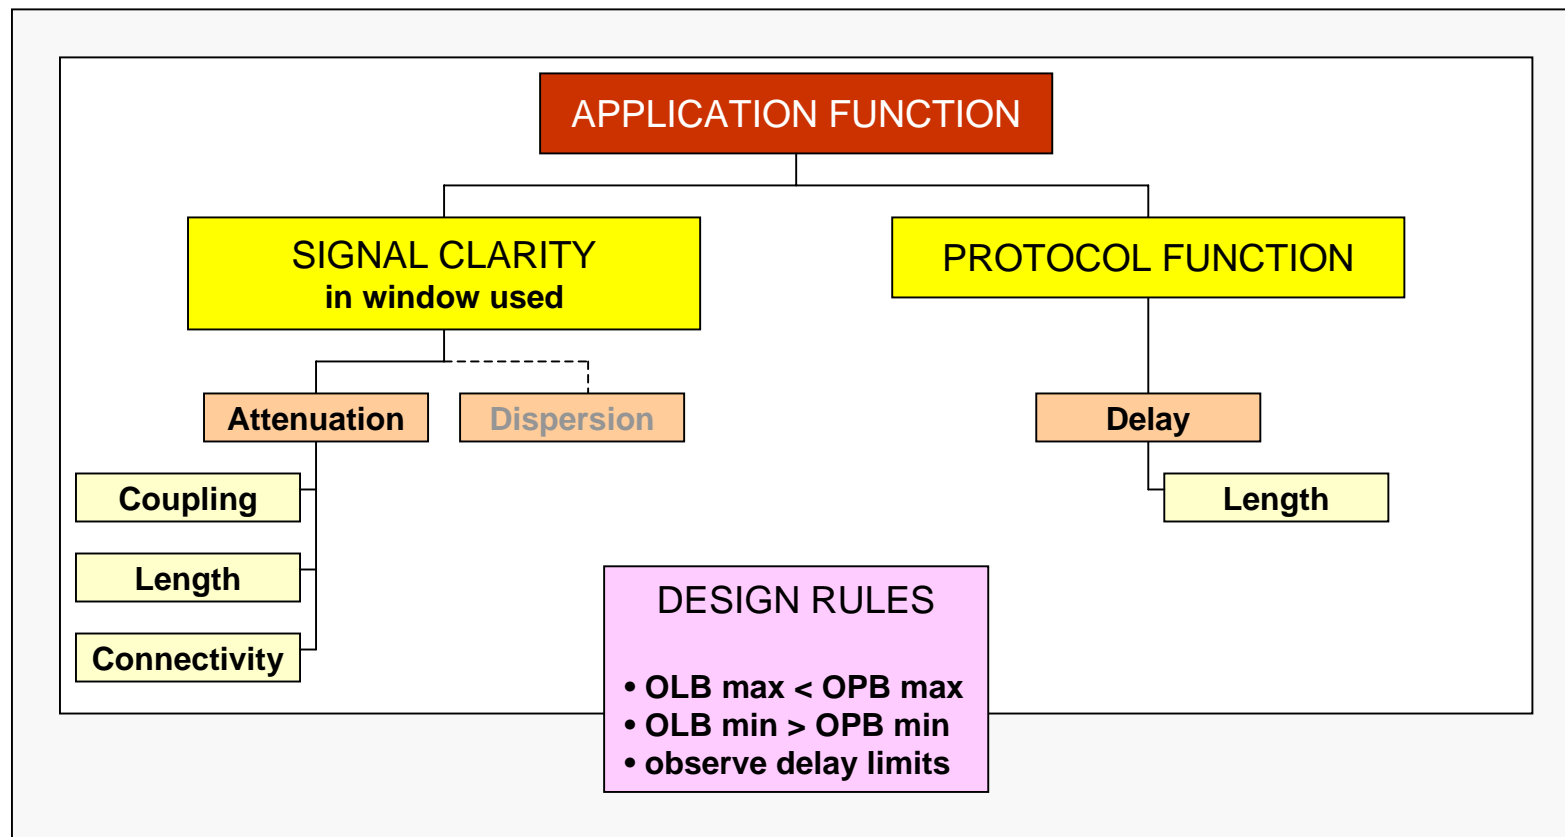 APPLICATION FUNCTION
SIGNAL CLARITY
in window used
PROTOCOL FUNCTION
Attenuation
Dispersion
Delay
Coupling
Length
Connectivity
Length
DESIGN RULES
• OLB max < OPB max
• OLB min > OPB min
• observe delay limits